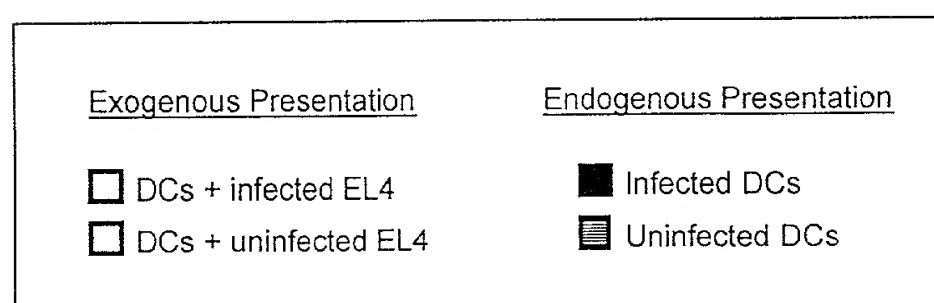 Exogenous Presentation
DCs + infected EL4
DCs + uninfected EL4
Endogenous Presentation
Infected DCs
Uninfected DCs